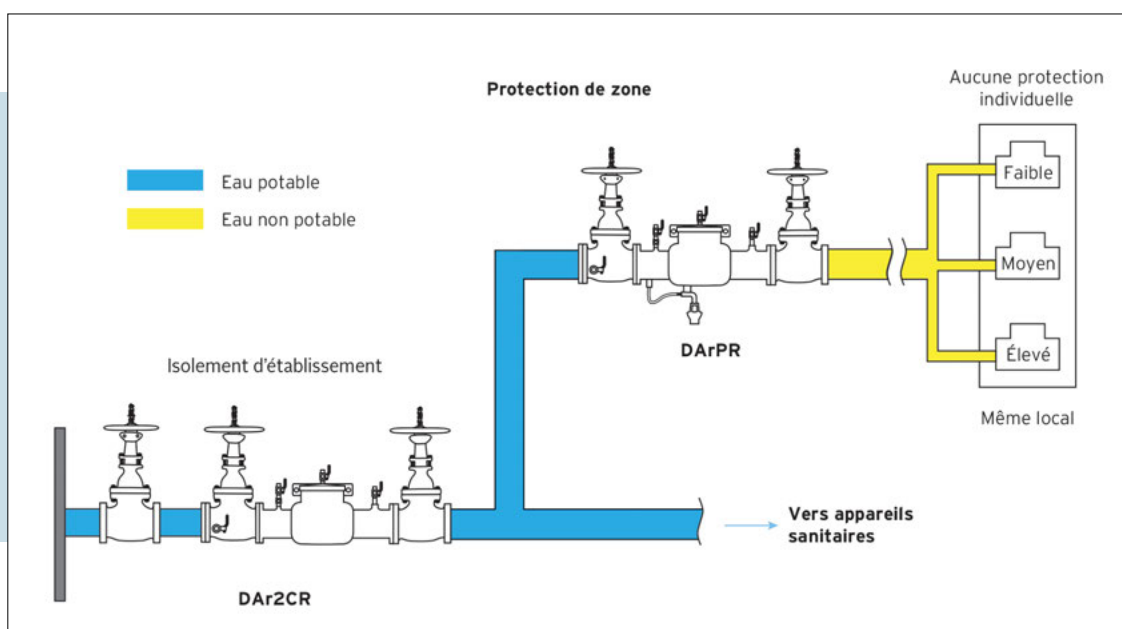 Protection de zone
Aucune protection
individuelle
Eau potable
Eau non potable
Faible
Moyen
Élevé
DArPR
Même local
Isolement d'établissement
Vers appareils
sanitaires
DAr2CR